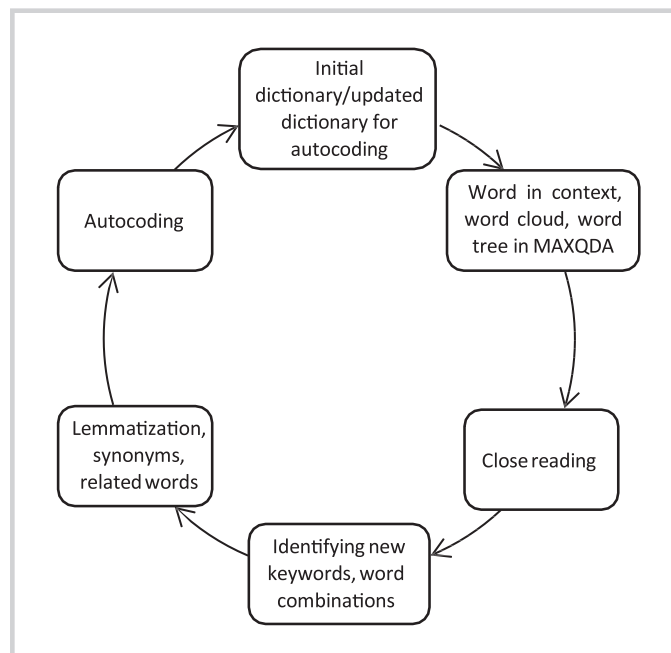 Initial
dictionary/updated
dictionary for
autocoding
Word in context,
word cloud, word
tree in MAXQDA
Close reading
Identifying new
keywords, word
combinations
Lemmatization,
synonyms,
related words
Autocoding